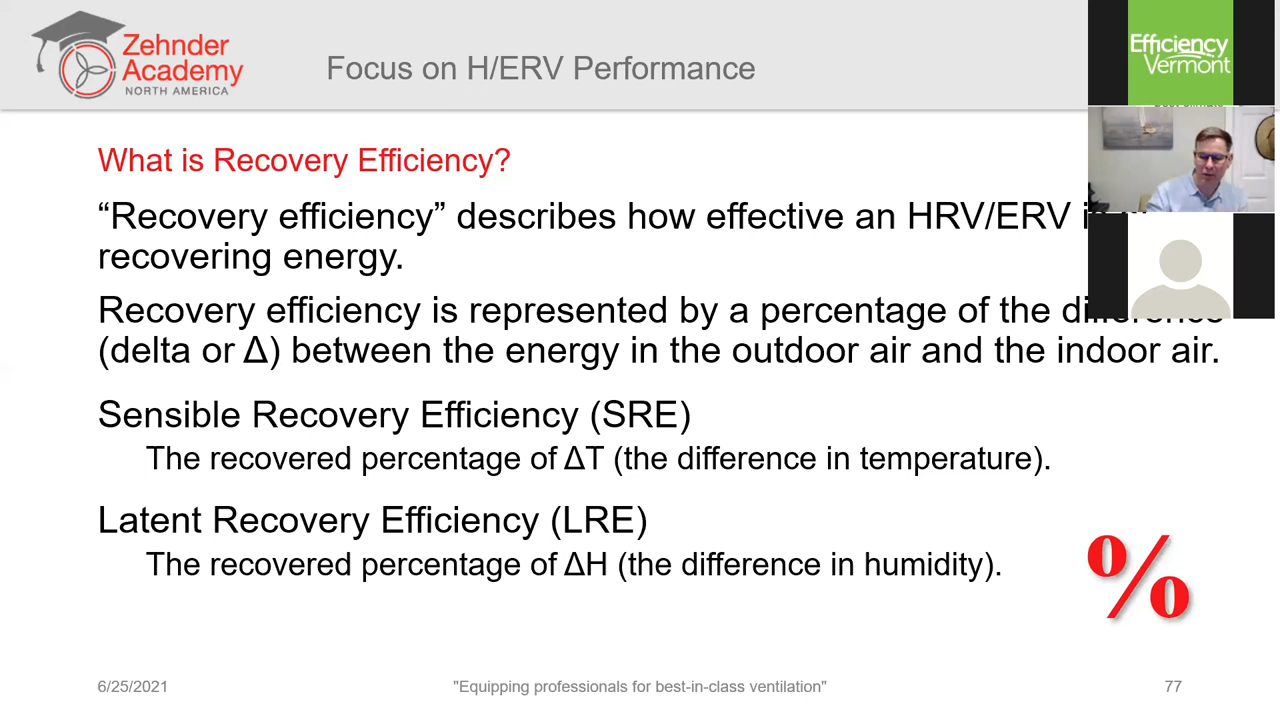 Zehnder
Academy
NORTH AMERICA
Focus on H/ERV Performance
Efficiency
Vermont
What is Recovery Efficiency?
“Recovery efficiency” describes how effective an HRV/ERV
recovering energy.
Recovery efficiency is represented by a percentage of the difference
(delta or Δ) between the energy in the outdoor air and the indoor air.
Sensible Recovery Efficiency (SRE)
The recovered percentage of ΔT (the difference in temperature).
Latent Recovery Efficiency (LRE)
The recovered percentage of ΔH (the difference in humidity).
%
6/25/2021
"Equipping professionals for best-in-class ventilation"
77